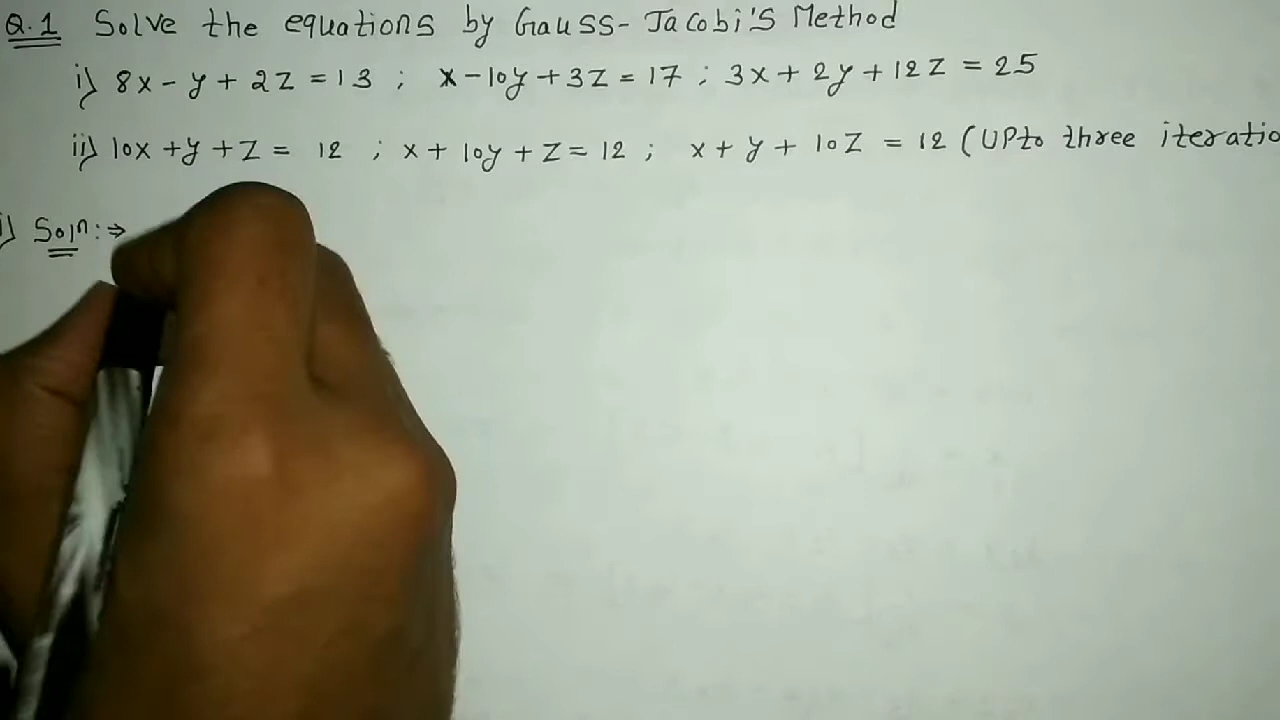 Q.1 Solve the equations by Gauss-Jacobi's Method
i) 8x - y + 2z = 13 ; x - 10y + 3z = 17 ; 3x + 2y + 12z = 25
ii) 10x + y + z = 12 ; x + 10y + z = 12 ; x + y + 10z = 12 (UPto three iteratio
i) Solⁿ:⇒